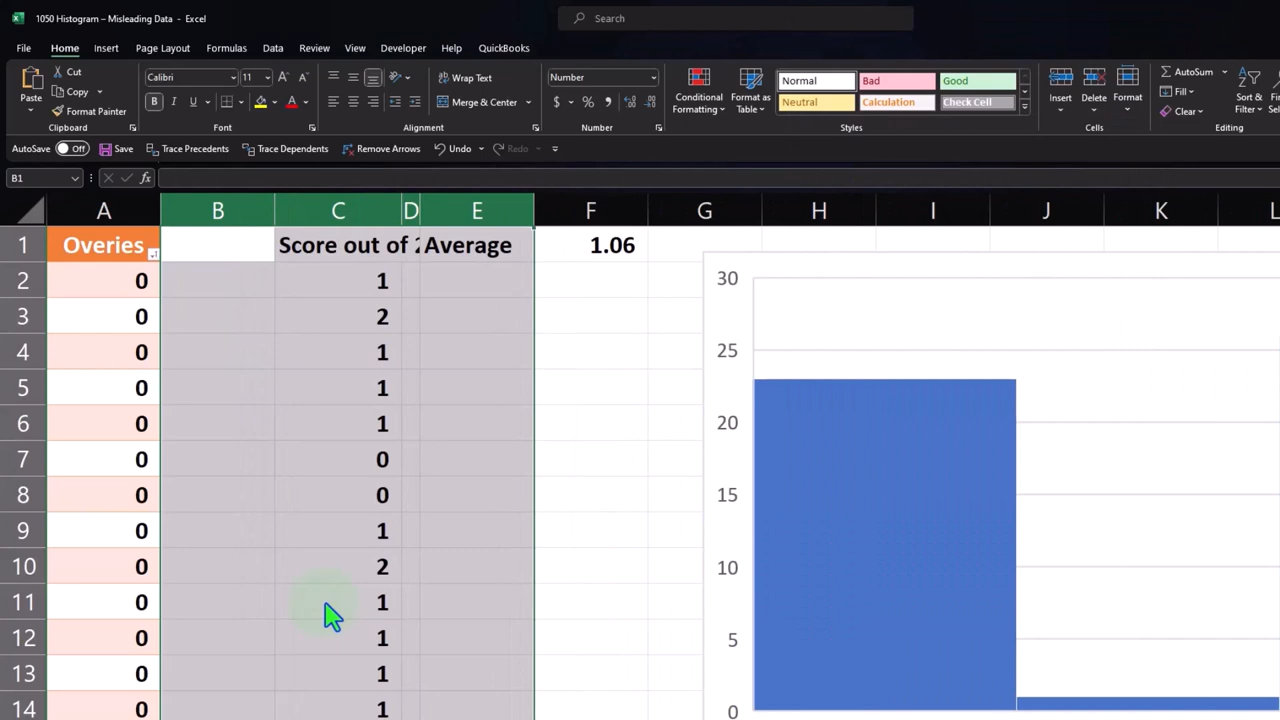 1050 Histogram – Misleading Data - Excel
Search
File Home Insert Page Layout Formulas Data Review View Developer Help QuickBooks
Paste
Cut
Copy
Format Painter
Clipboard
Calibri 11
B I U
Font
Wrap Text
Merge & Center
Alignment
Number
$ % 9
Number
Conditional Formatting
Format as Table
Normal Bad Good
Neutral Calculation Check Cell
Styles
Insert Delete Format
Cells
AutoSum
Fill
Clear
Sort & Filter
Editing
AutoSave Off Save Trace Precedents Trace Dependents Remove Arrows Undo Redo
B1 fx
A B C D E F G H I J K L
1 Overies Score out of Average 1.06
2 0 1
3 0 2
4 0 1
5 0 1
6 0 1
7 0 0
8 0 0
9 0 1
10 0 2
11 0 1
12 0 1
13 0 1
14 0 1
30
25
20
15
10
5
0